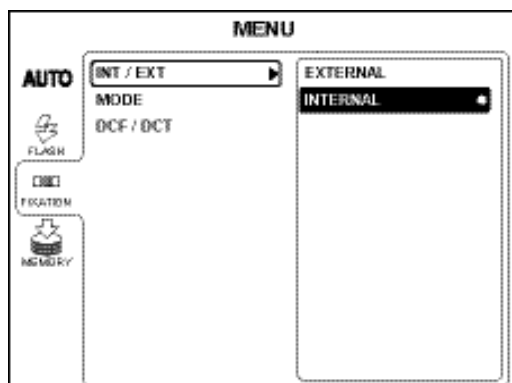 MENU
AUTO
FLASH
FIXATION
MEMORY
INT / EXT
MODE
DCF / DCT
EXTERNAL
INTERNAL